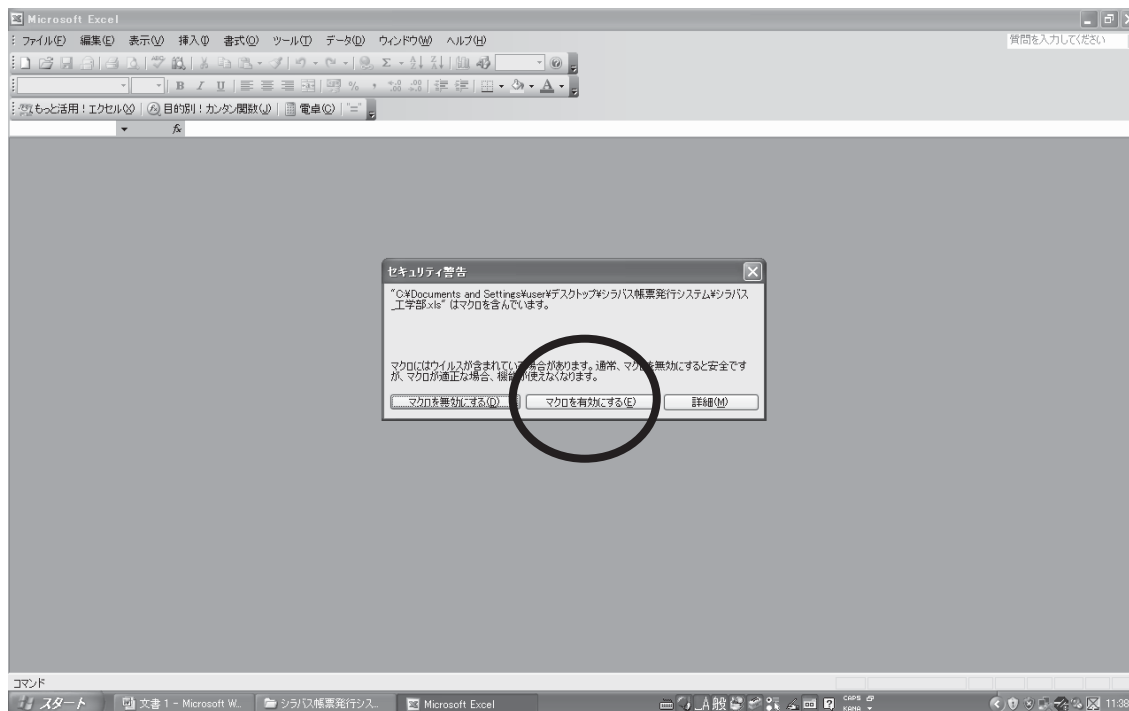 Microsoft Excel
ファイル(F) 編集(E) 表示(V) 挿入(I) 書式(O) ツール(T) データ(D) ウィンドウ(W) ヘルプ(H) 質問を入力してください
B I U % ,
もっと活用！エクセル(X) 目的別！カンタン関数(J) 電卓(C) "="
fx
セキュリティ警告
"C:¥Documents and Settings¥user¥デスクトップ¥シラバス帳票発行システム¥シラバス
_工学部.xls" はマクロを含んでいます。
マクロにはウイルスが含まれている場合があります。通常、マクロを無効にすると安全です
が、マクロが適正な場合、機能が使えなくなります。
マクロを無効にする(D) マクロを有効にする(E) 詳細(M)
コマンド
スタート 文書 1 - Microsoft W... シラバス帳票発行シス... Microsoft Excel A 般 CAPS KANA 11:38